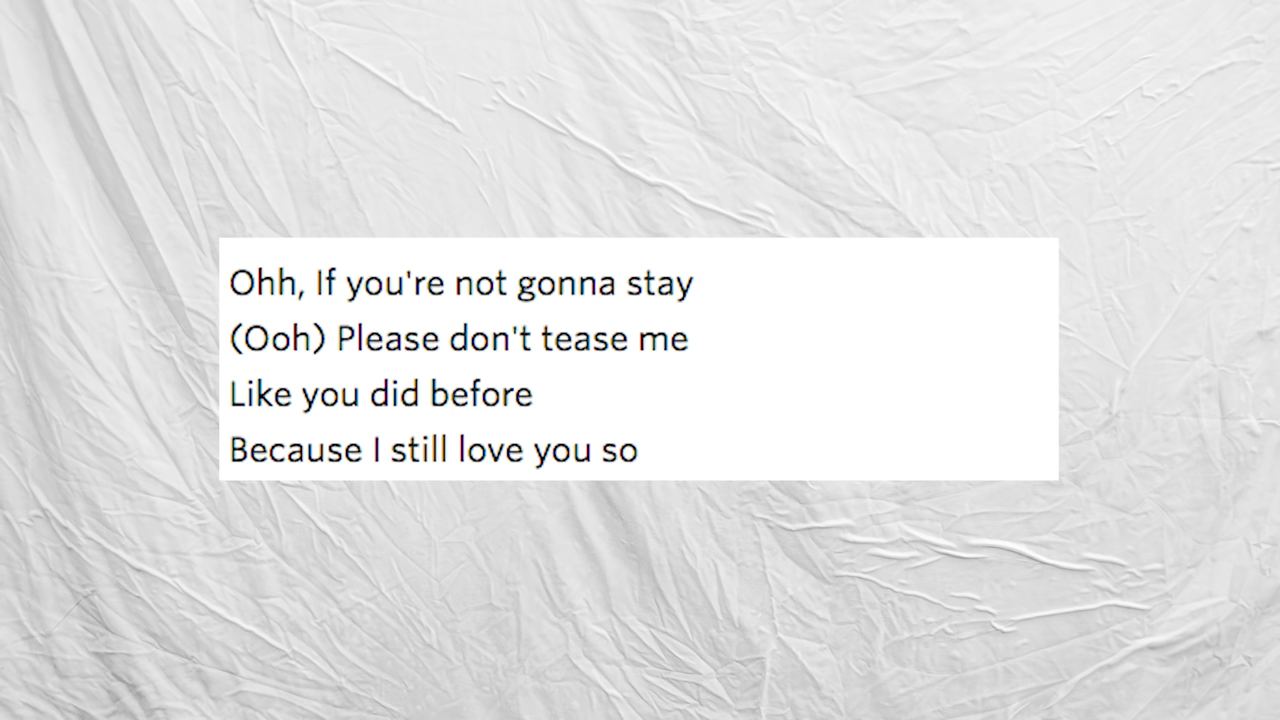 Ohh, If you're not gonna stay
(Ooh) Please don't tease me
Like you did before
Because I still love you so